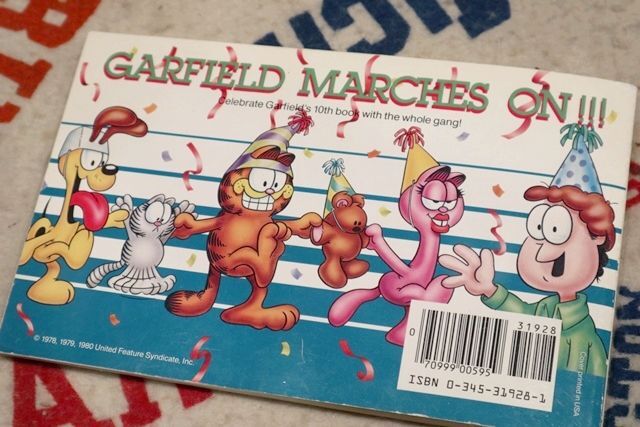 GARFIELD MARCHES ON!!!
Celebrate Garfield's 10th book with the whole gang!
© 1978, 1979, 1980 United Feature Syndicate, Inc.
31928
0
70999 00595
ISBN 0-345-31928-1
Cover printed in USA